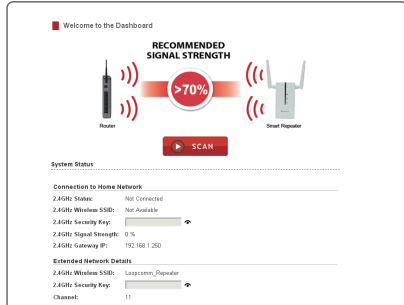 Welcome to the Dashboard
RECOMMENDED
SIGNAL STRENGTH
>70%
Router
Smart Repeater
SCAN
System Status
Connection to Home Network
2.4GHz Status: Not Connected
2.4GHz Wireless SSID: Not Available
2.4GHz Security Key:
2.4GHz Signal Strength: 0 %
2.4GHz Gateway IP: 192.168.1.250
Extended Network Details
2.4GHz Wireless SSID: Loopcomm_Repeater
2.4GHz Security Key:
Channel: 11